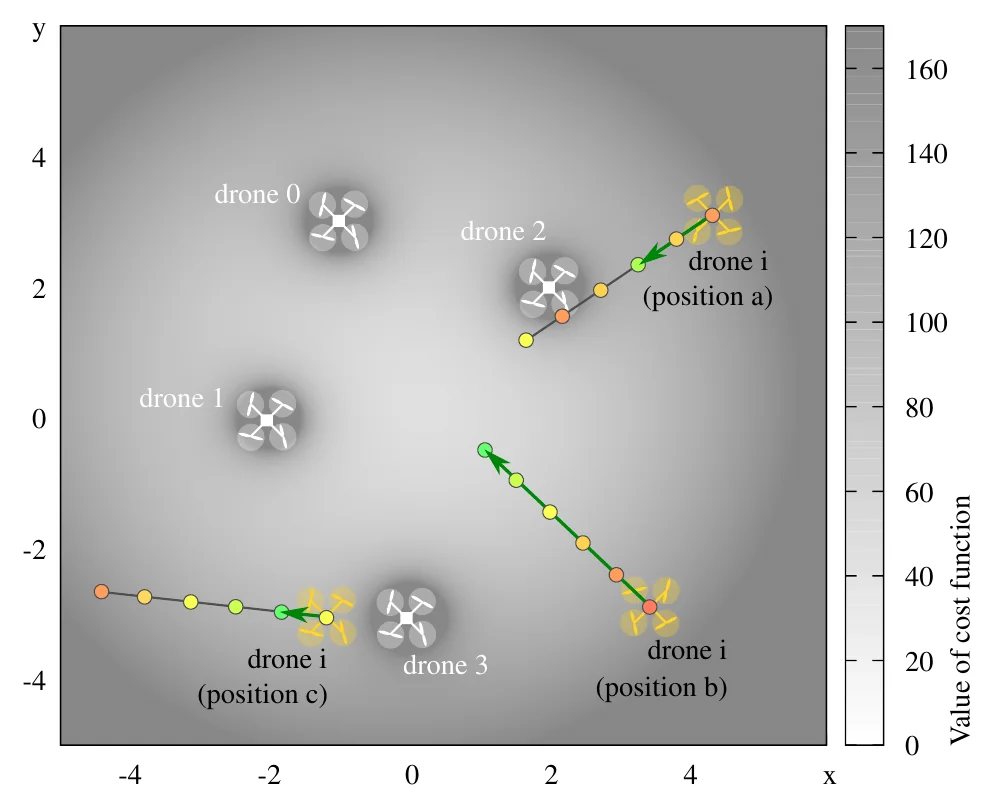 y
160
4
140
drone 0
drone 2
120
drone i
2
(position a)
100
drone 1
80
0
60
-2
40
drone i
drone 3
drone i
20
-4
(position c)
(position b)
0
-4
-2
0
2
4
x
Value of cost function